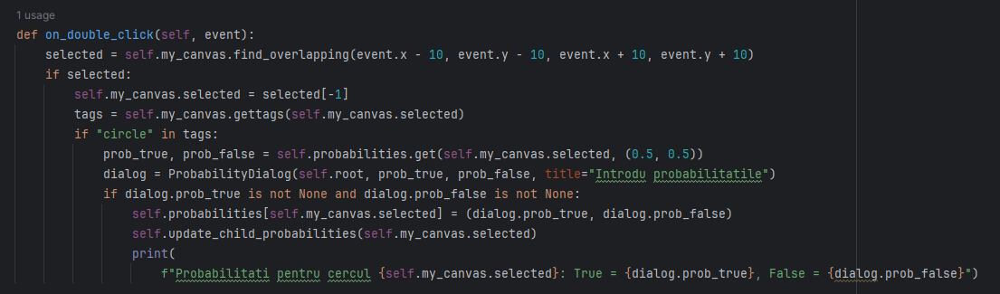 1 usage
def on_double_click(self, event):
    selected = self.my_canvas.find_overlapping(event.x - 10, event.y - 10, event.x + 10, event.y + 10)
    if selected:
        self.my_canvas.selected = selected[-1]
        tags = self.my_canvas.gettags(self.my_canvas.selected)
        if "circle" in tags:
            prob_true, prob_false = self.probabilities.get(self.my_canvas.selected, (0.5, 0.5))
            dialog = ProbabilityDialog(self.root, prob_true, prob_false, title="Introdu probabilitatile")
            if dialog.prob_true is not None and dialog.prob_false is not None:
                self.probabilities[self.my_canvas.selected] = (dialog.prob_true, dialog.prob_false)
                self.update_child_probabilities(self.my_canvas.selected)
                print(
                    f"Probabilitati pentru cercul {self.my_canvas.selected}: True = {dialog.prob_true}, False = {dialog.prob_false}")